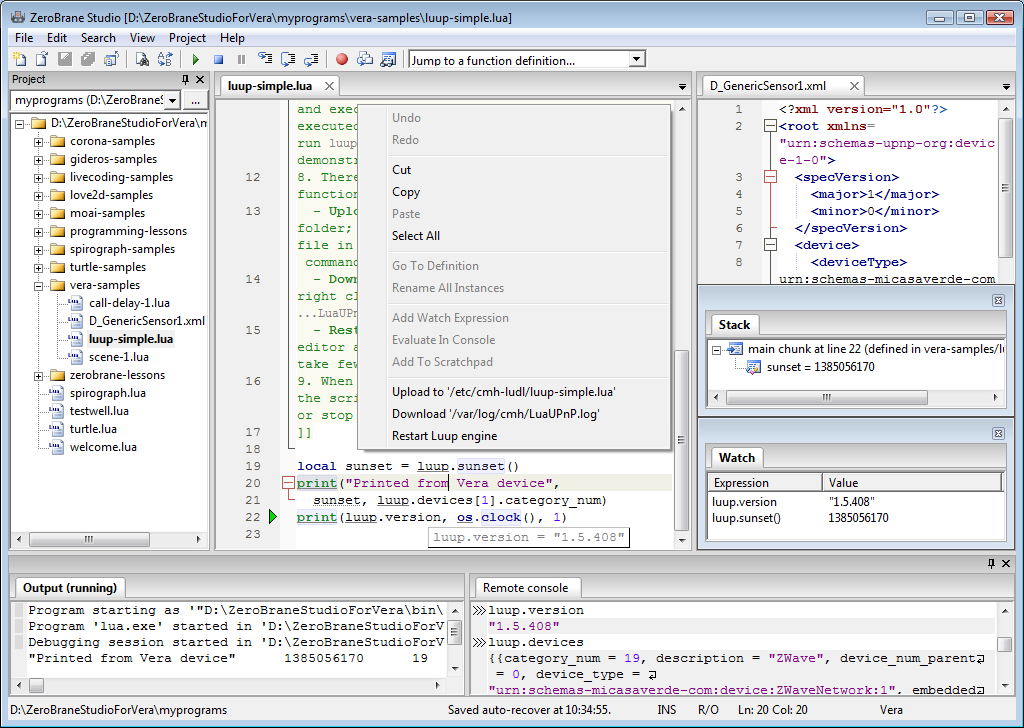 ZeroBrane Studio [D:\ZeroBraneStudioForVera\myprograms\vera-samples\luup-simple.lua]
File Edit Search View Project Help
Jump to a function definition...
Project
myprograms (D:\ZeroBraneS
...
D:\ZeroBraneStudioForVera\m
corona-samples
gideros-samples
livecoding-samples
love2d-samples
moai-samples
programming-lessons
spirograph-samples
turtle-samples
vera-samples
call-delay-1.lua
D_GenericSensor1.xml
luup-simple.lua
scene-1.lua
zerobrane-lessons
spirograph.lua
testwell.lua
turtle.lua
welcome.lua
luup-simple.lua
and exec
executed
run luup
demonstr
12 8. There
function
13 - Uplo
folder;
file in
command
14 - Down
right cl
...LuaUPn
15 - Rest
editor a
take few
16 9. When
the scri
or stop
17 ]]
18
19 local sunset = luup.sunset()
20 print("Printed from Vera device",
21 sunset, luup.devices[1].category_num)
22 print(luup.version, os.clock(), 1)
23
luup.version = "1.5.408"
Undo
Redo
Cut
Copy
Paste
Select All
Go To Definition
Rename All Instances
Add Watch Expression
Evaluate In Console
Add To Scratchpad
Upload to '/etc/cmh-ludl/luup-simple.lua'
Download '/var/log/cmh/LuaUPnP.log'
Restart Luup engine
D_GenericSensor1.xml
1 <?xml version="1.0"?>
2 <root xmlns=
"urn:schemas-upnp-org:devic
e-1-0">
3 <specVersion>
4 <major>1</major>
5 <minor>0</minor>
6 </specVersion>
7 <device>
8 <deviceType>
urn:schemas-micasaverde-com
Stack
main chunk at line 22 (defined in vera-samples/lu
sunset = 1385056170
Watch
Expression Value
luup.version "1.5.408"
luup.sunset() 1385056170
Output (running)
Program starting as '"D:\ZeroBraneStudioForVera\bin\
Program 'lua.exe' started in 'D:\ZeroBraneStudioForV
Debugging session started in 'D:\ZeroBraneStudioForV
"Printed from Vera device" 1385056170 19
Remote console
luup.version
"1.5.408"
luup.devices
{{category_num = 19, description = "ZWave", device_num_parent
= 0, device_type =
"urn:schemas-micasaverde-com:device:ZWaveNetwork:1", embedded
D:\ZeroBraneStudioForVera\myprograms Saved auto-recover at 10:34:55. INS R/O Ln: 20 Col: 20 Vera